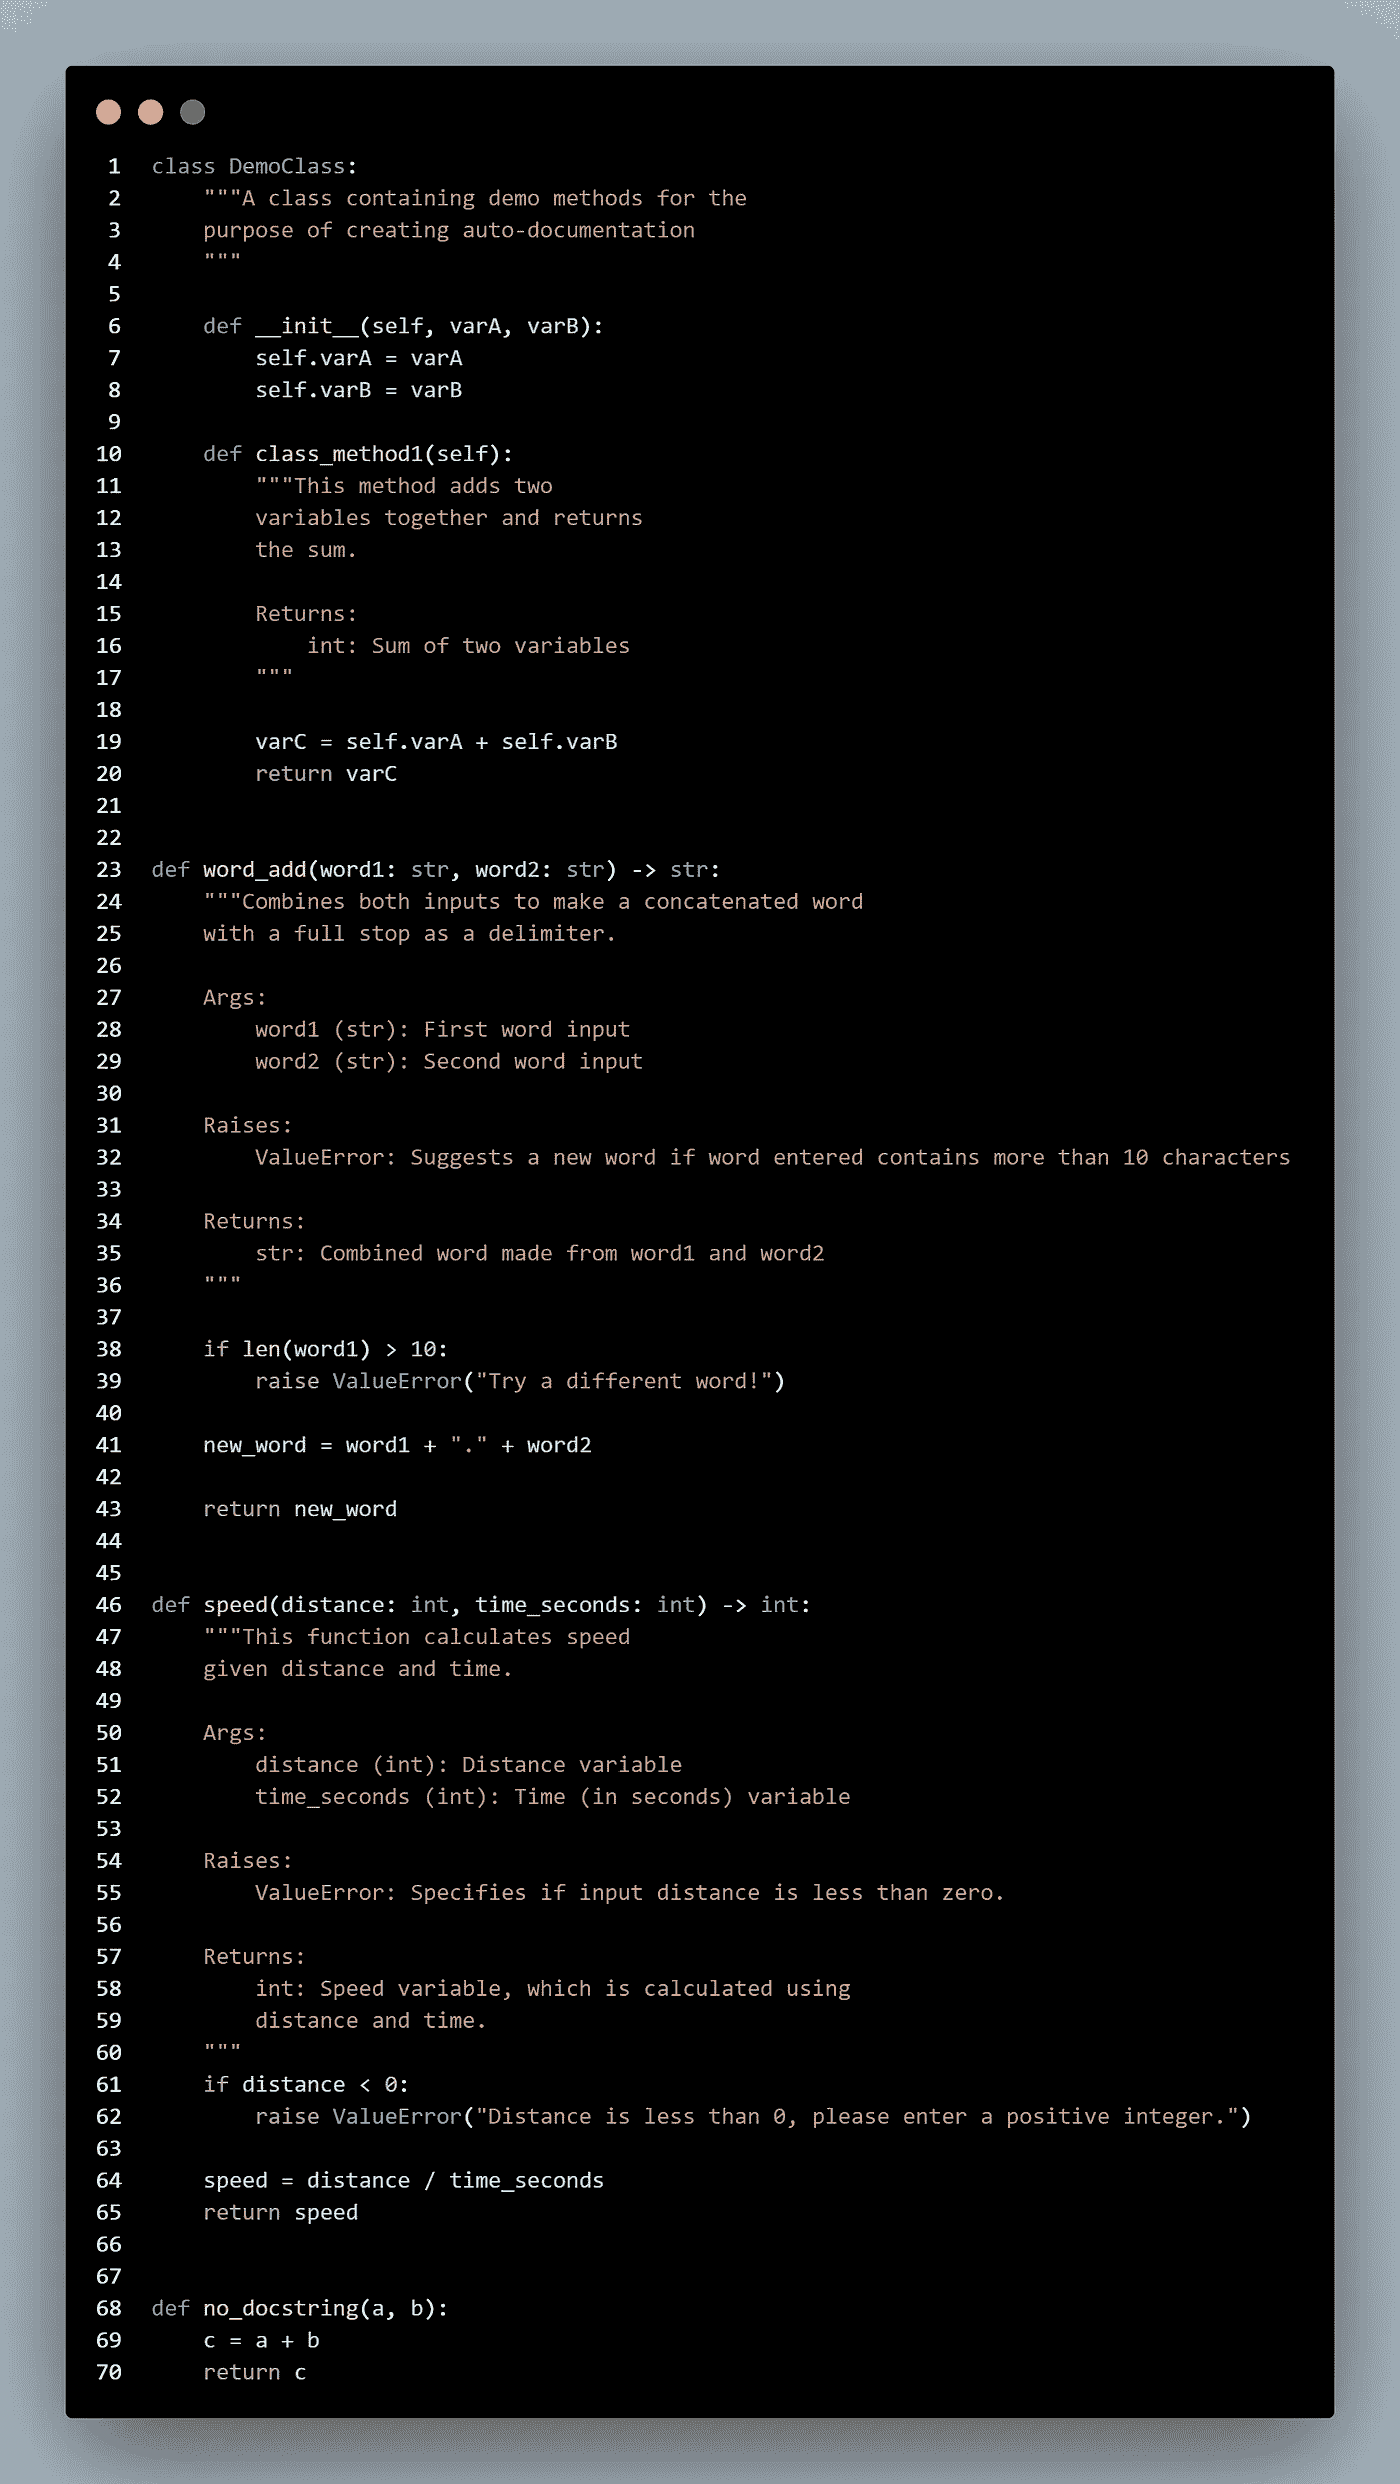 1 class DemoClass:
2     """A class containing demo methods for the
3     purpose of creating auto-documentation
4     """
5
6     def __init__(self, varA, varB):
7         self.varA = varA
8         self.varB = varB
9
10     def class_method1(self):
11         """This method adds two
12         variables together and returns
13         the sum.
14
15         Returns:
16             int: Sum of two variables
17         """
18
19         varC = self.varA + self.varB
20         return varC
21
22
23 def word_add(word1: str, word2: str) -> str:
24     """Combines both inputs to make a concatenated word
25     with a full stop as a delimiter.
26
27     Args:
28         word1 (str): First word input
29         word2 (str): Second word input
30
31     Raises:
32         ValueError: Suggests a new word if word entered contains more than 10 characters
33
34     Returns:
35         str: Combined word made from word1 and word2
36     """
37
38     if len(word1) > 10:
39         raise ValueError("Try a different word!")
40
41     new_word = word1 + "." + word2
42
43     return new_word
44
45
46 def speed(distance: int, time_seconds: int) -> int:
47     """This function calculates speed
48     given distance and time.
49
50     Args:
51         distance (int): Distance variable
52         time_seconds (int): Time (in seconds) variable
53
54     Raises:
55         ValueError: Specifies if input distance is less than zero.
56
57     Returns:
58         int: Speed variable, which is calculated using
59         distance and time.
60     """
61     if distance < 0:
62         raise ValueError("Distance is less than 0, please enter a positive integer.")
63
64     speed = distance / time_seconds
65     return speed
66
67
68 def no_docstring(a, b):
69     c = a + b
70     return c